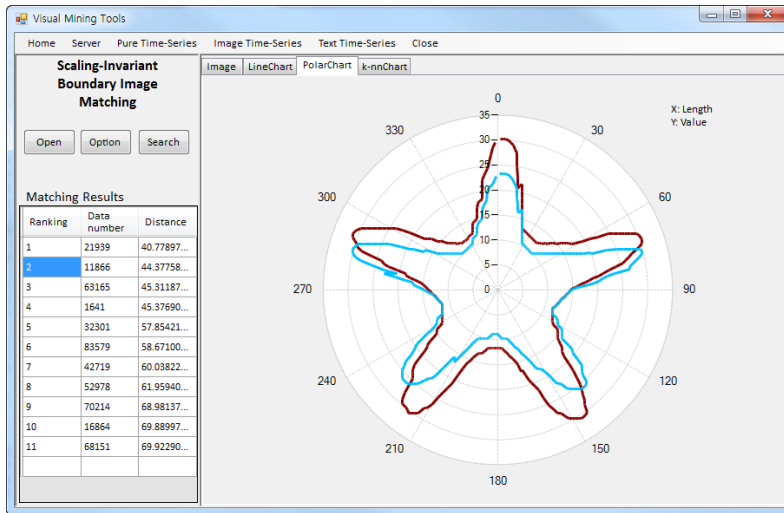 Visual Mining Tools
Home Server Pure Time-Series Image Time-Series Text Time-Series Close
Scaling-Invariant
Boundary Image
Matching
Open Option Search
Matching Results
Ranking Data number Distance
1 21939 40.77897...
2 11866 44.37758...
3 63165 45.31187...
4 1641 45.37690...
5 32301 57.85421...
6 83579 58.67100...
7 42719 60.03822...
8 52978 61.95940...
9 70214 68.98137...
10 16864 69.88997...
11 68151 69.92290...
Image LineChart PolarChart k-nnChart
X: Length
Y: Value
0
30
60
90
120
150
180
210
240
270
300
330
35
30
25
20
15
10
5
0